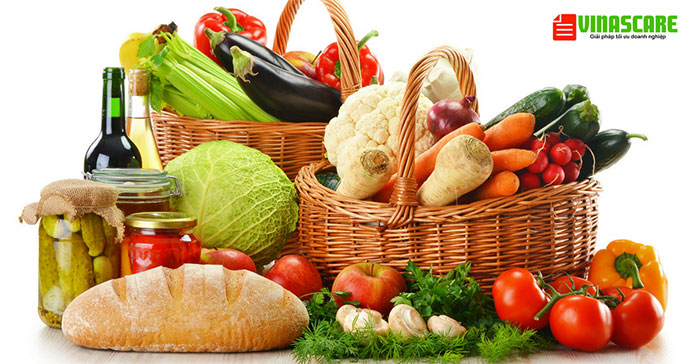 VINASCARE
Giải pháp tối ưu doanh nghiệp